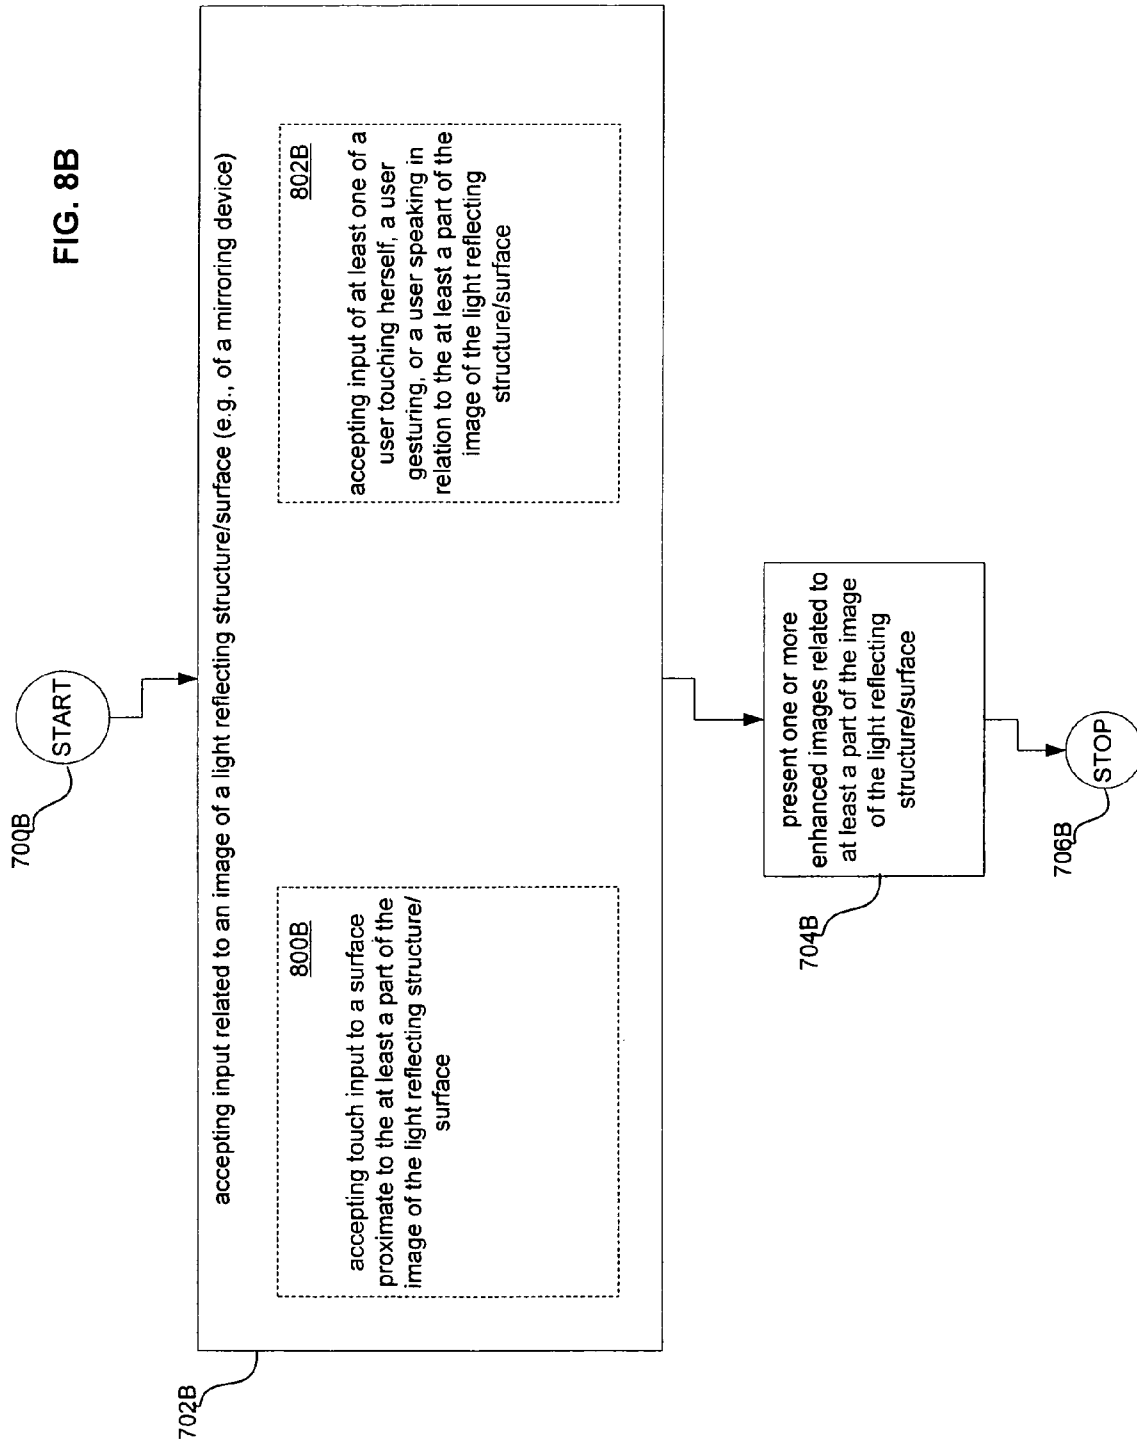 FIG. 8B
START
700B
accepting input related to an image of a light reflecting structure/surface (e.g., of a mirroring device)
702B
800B
accepting touch input to a surface
proximate to the at least a part of the
image of the light reflecting structure/
surface
802B
accepting input of at least one of a
user touching herself, a user
gesturing, or a user speaking in
relation to the at least a part of the
image of the light reflecting
structure/surface
present one or more
enhanced images related to
at least a part of the image
of the light reflecting
structure/surface
704B
STOP
706B